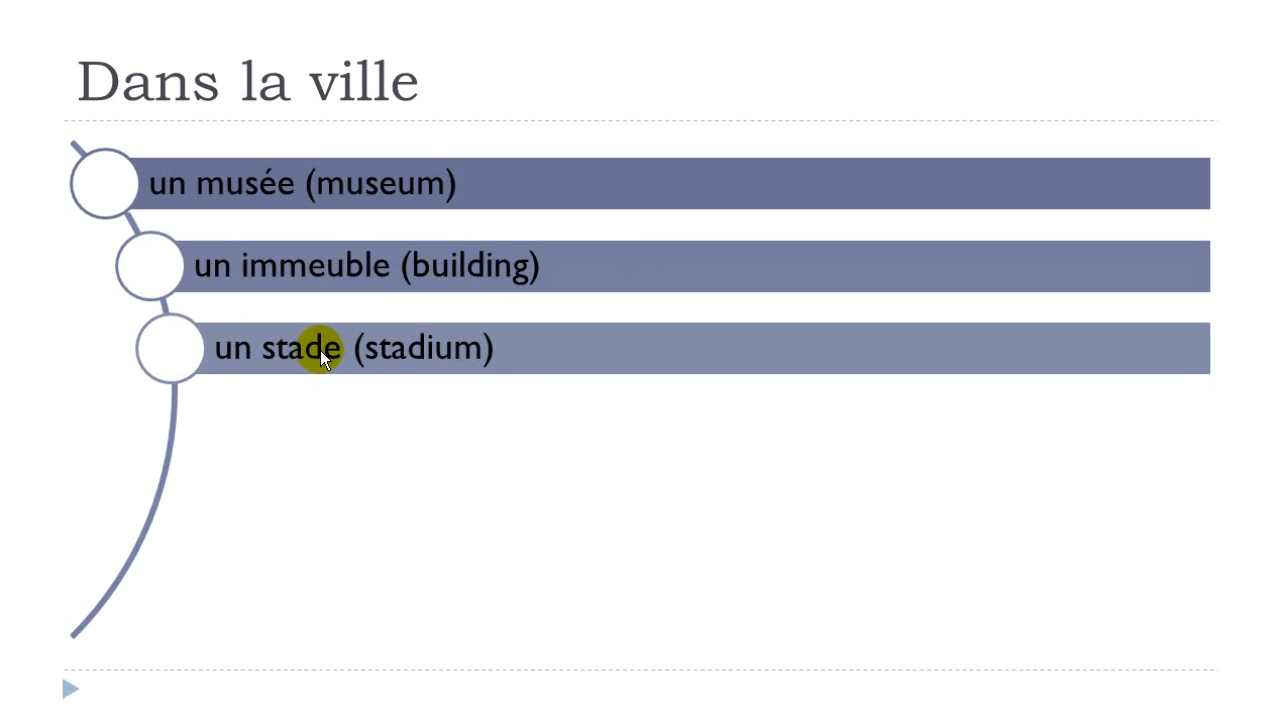 Dans la ville
un musée (museum)
un immeuble (building)
un stade (stadium)